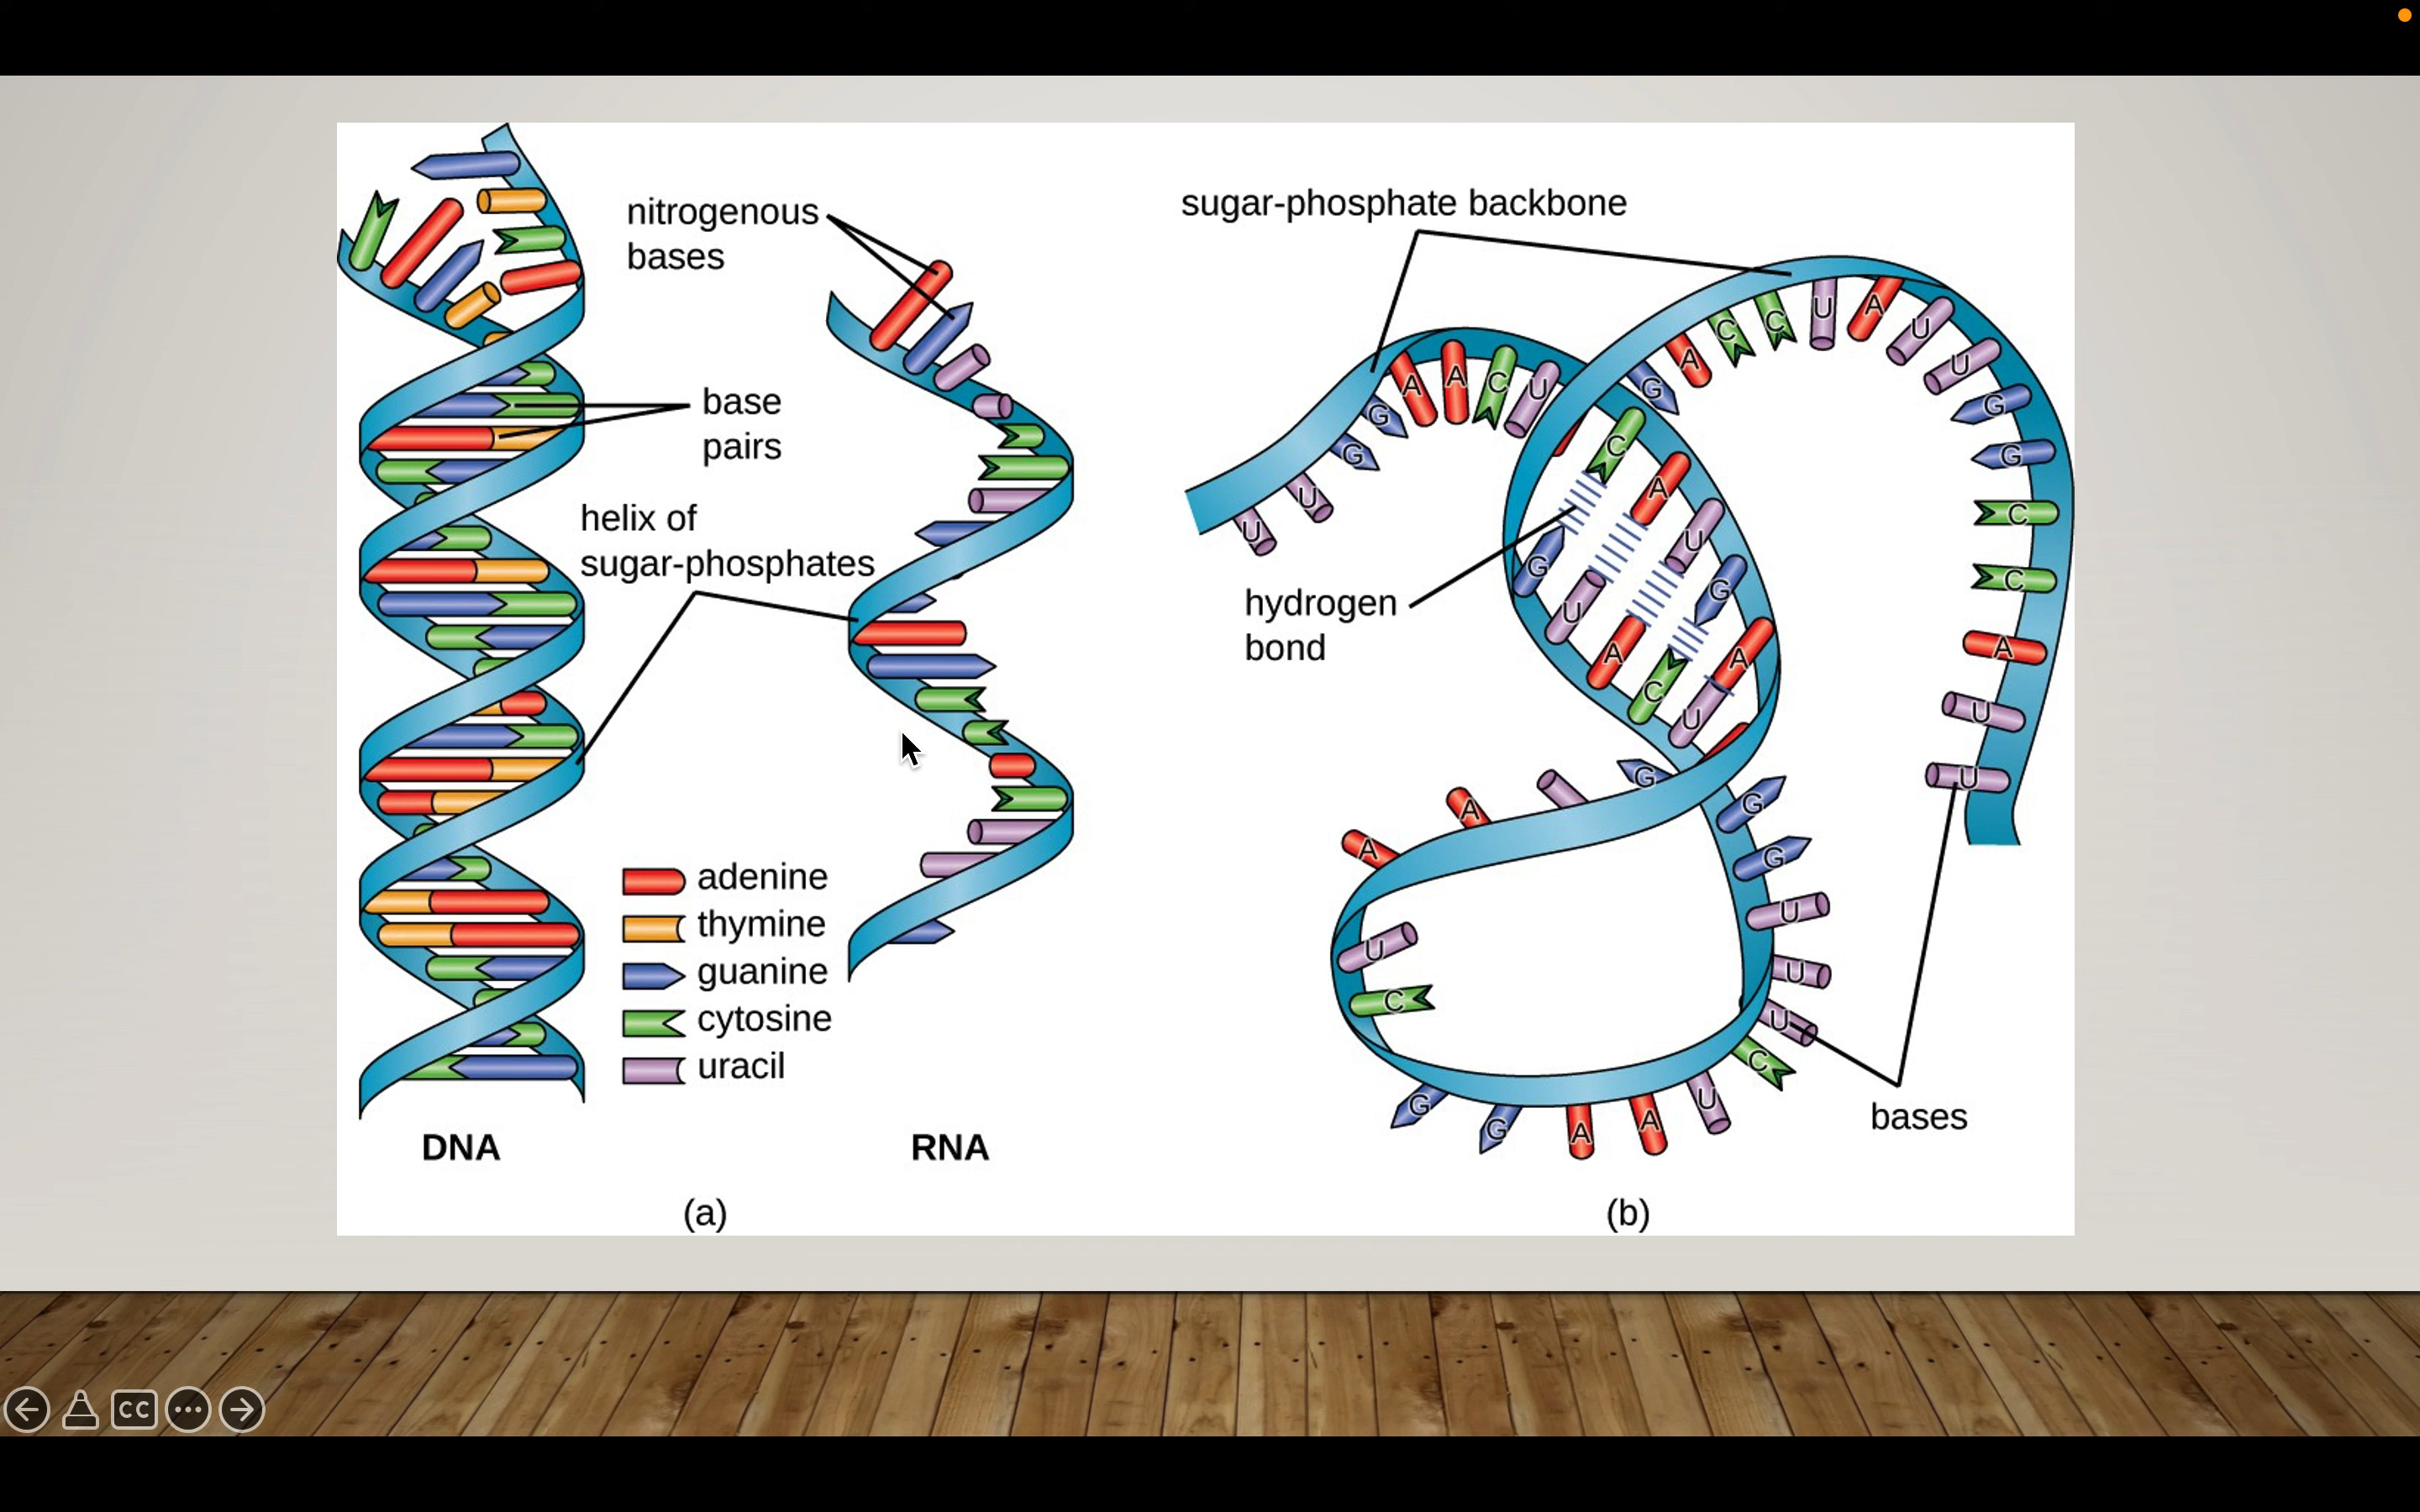 nitrogenous
bases
base
pairs
helix of
sugar-phosphates
adenine
thymine
guanine
cytosine
uracil
DNA
RNA
(a)
sugar-phosphate backbone
U
U
G
G
A
A
C
U
G
A
C
C
U
A
U
U
G
G
C
C
A
U
U
hydrogen
bond
C
A
U
G
A
G
U
A
C
U
G
A
A
U
C
G
G
A
A
U
C
U
U
U
G
G
bases
(b)
CC